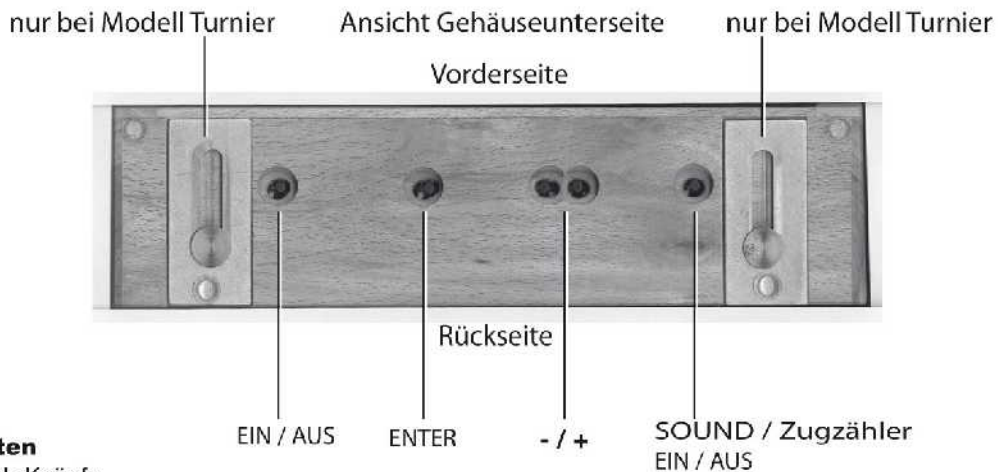 nur bei Modell Turnier Ansicht Gehäuseunterseite nur bei Modell Turnier
Vorderseite
Rückseite
EIN / AUS ENTER - / + SOUND / Zugzähler
EIN / AUS